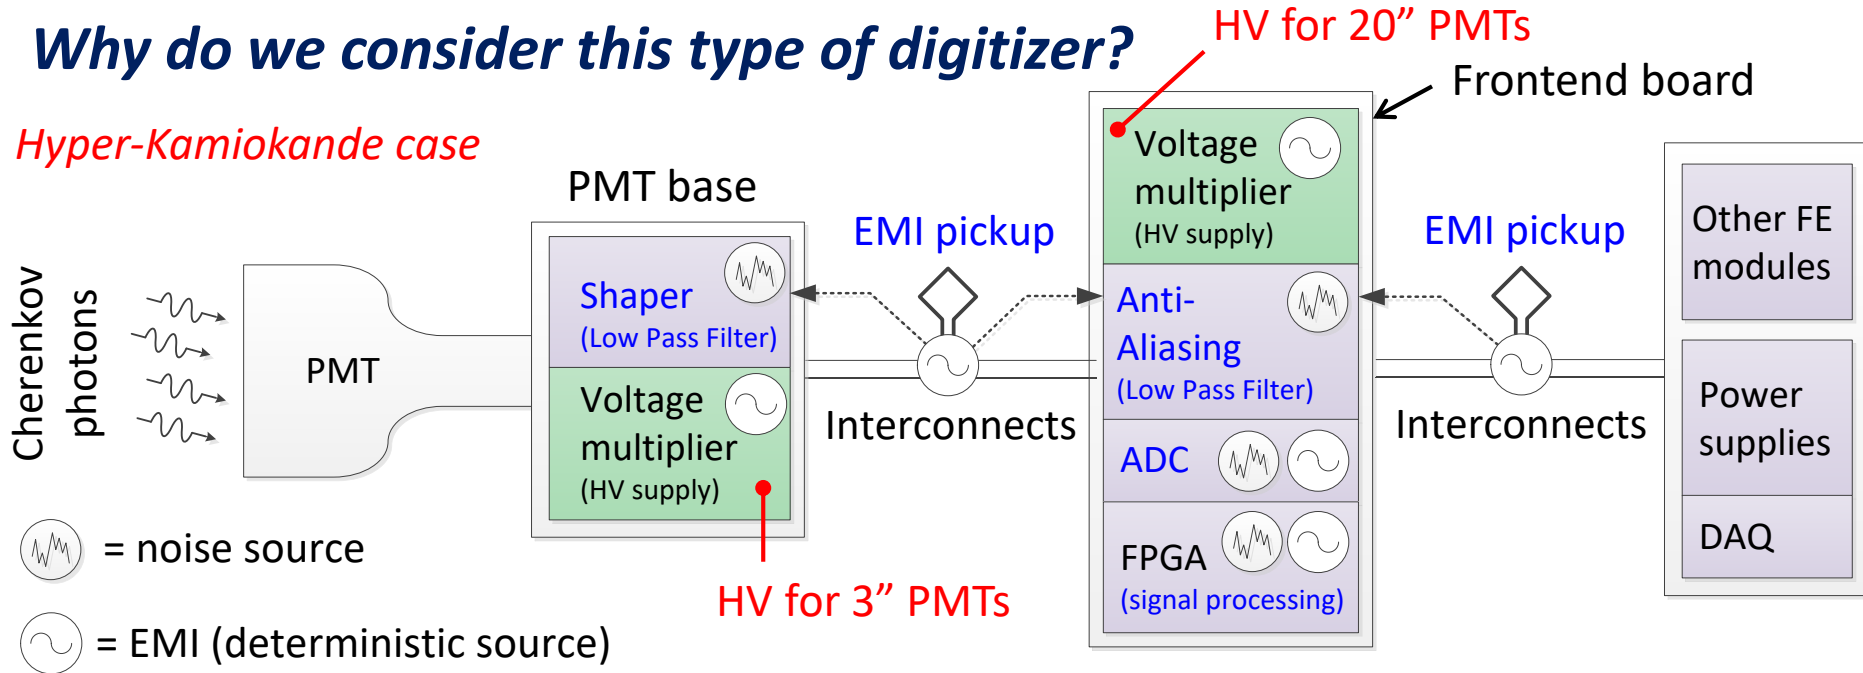 Why do we consider this type of digitizer?
HV for 20” PMTs
Frontend board
Hyper-Kamiokande case
PMT base
Cherenkov
photons
PMT
Shaper
(Low Pass Filter)
Voltage
multiplier
(HV supply)
HV for 3” PMTs
EMI pickup
Interconnects
Voltage
multiplier
(HV supply)
Anti-
Aliasing
(Low Pass Filter)
ADC
FPGA
(signal processing)
EMI pickup
Interconnects
Other FE
modules
Power
supplies
DAQ
= noise source
= EMI (deterministic source)